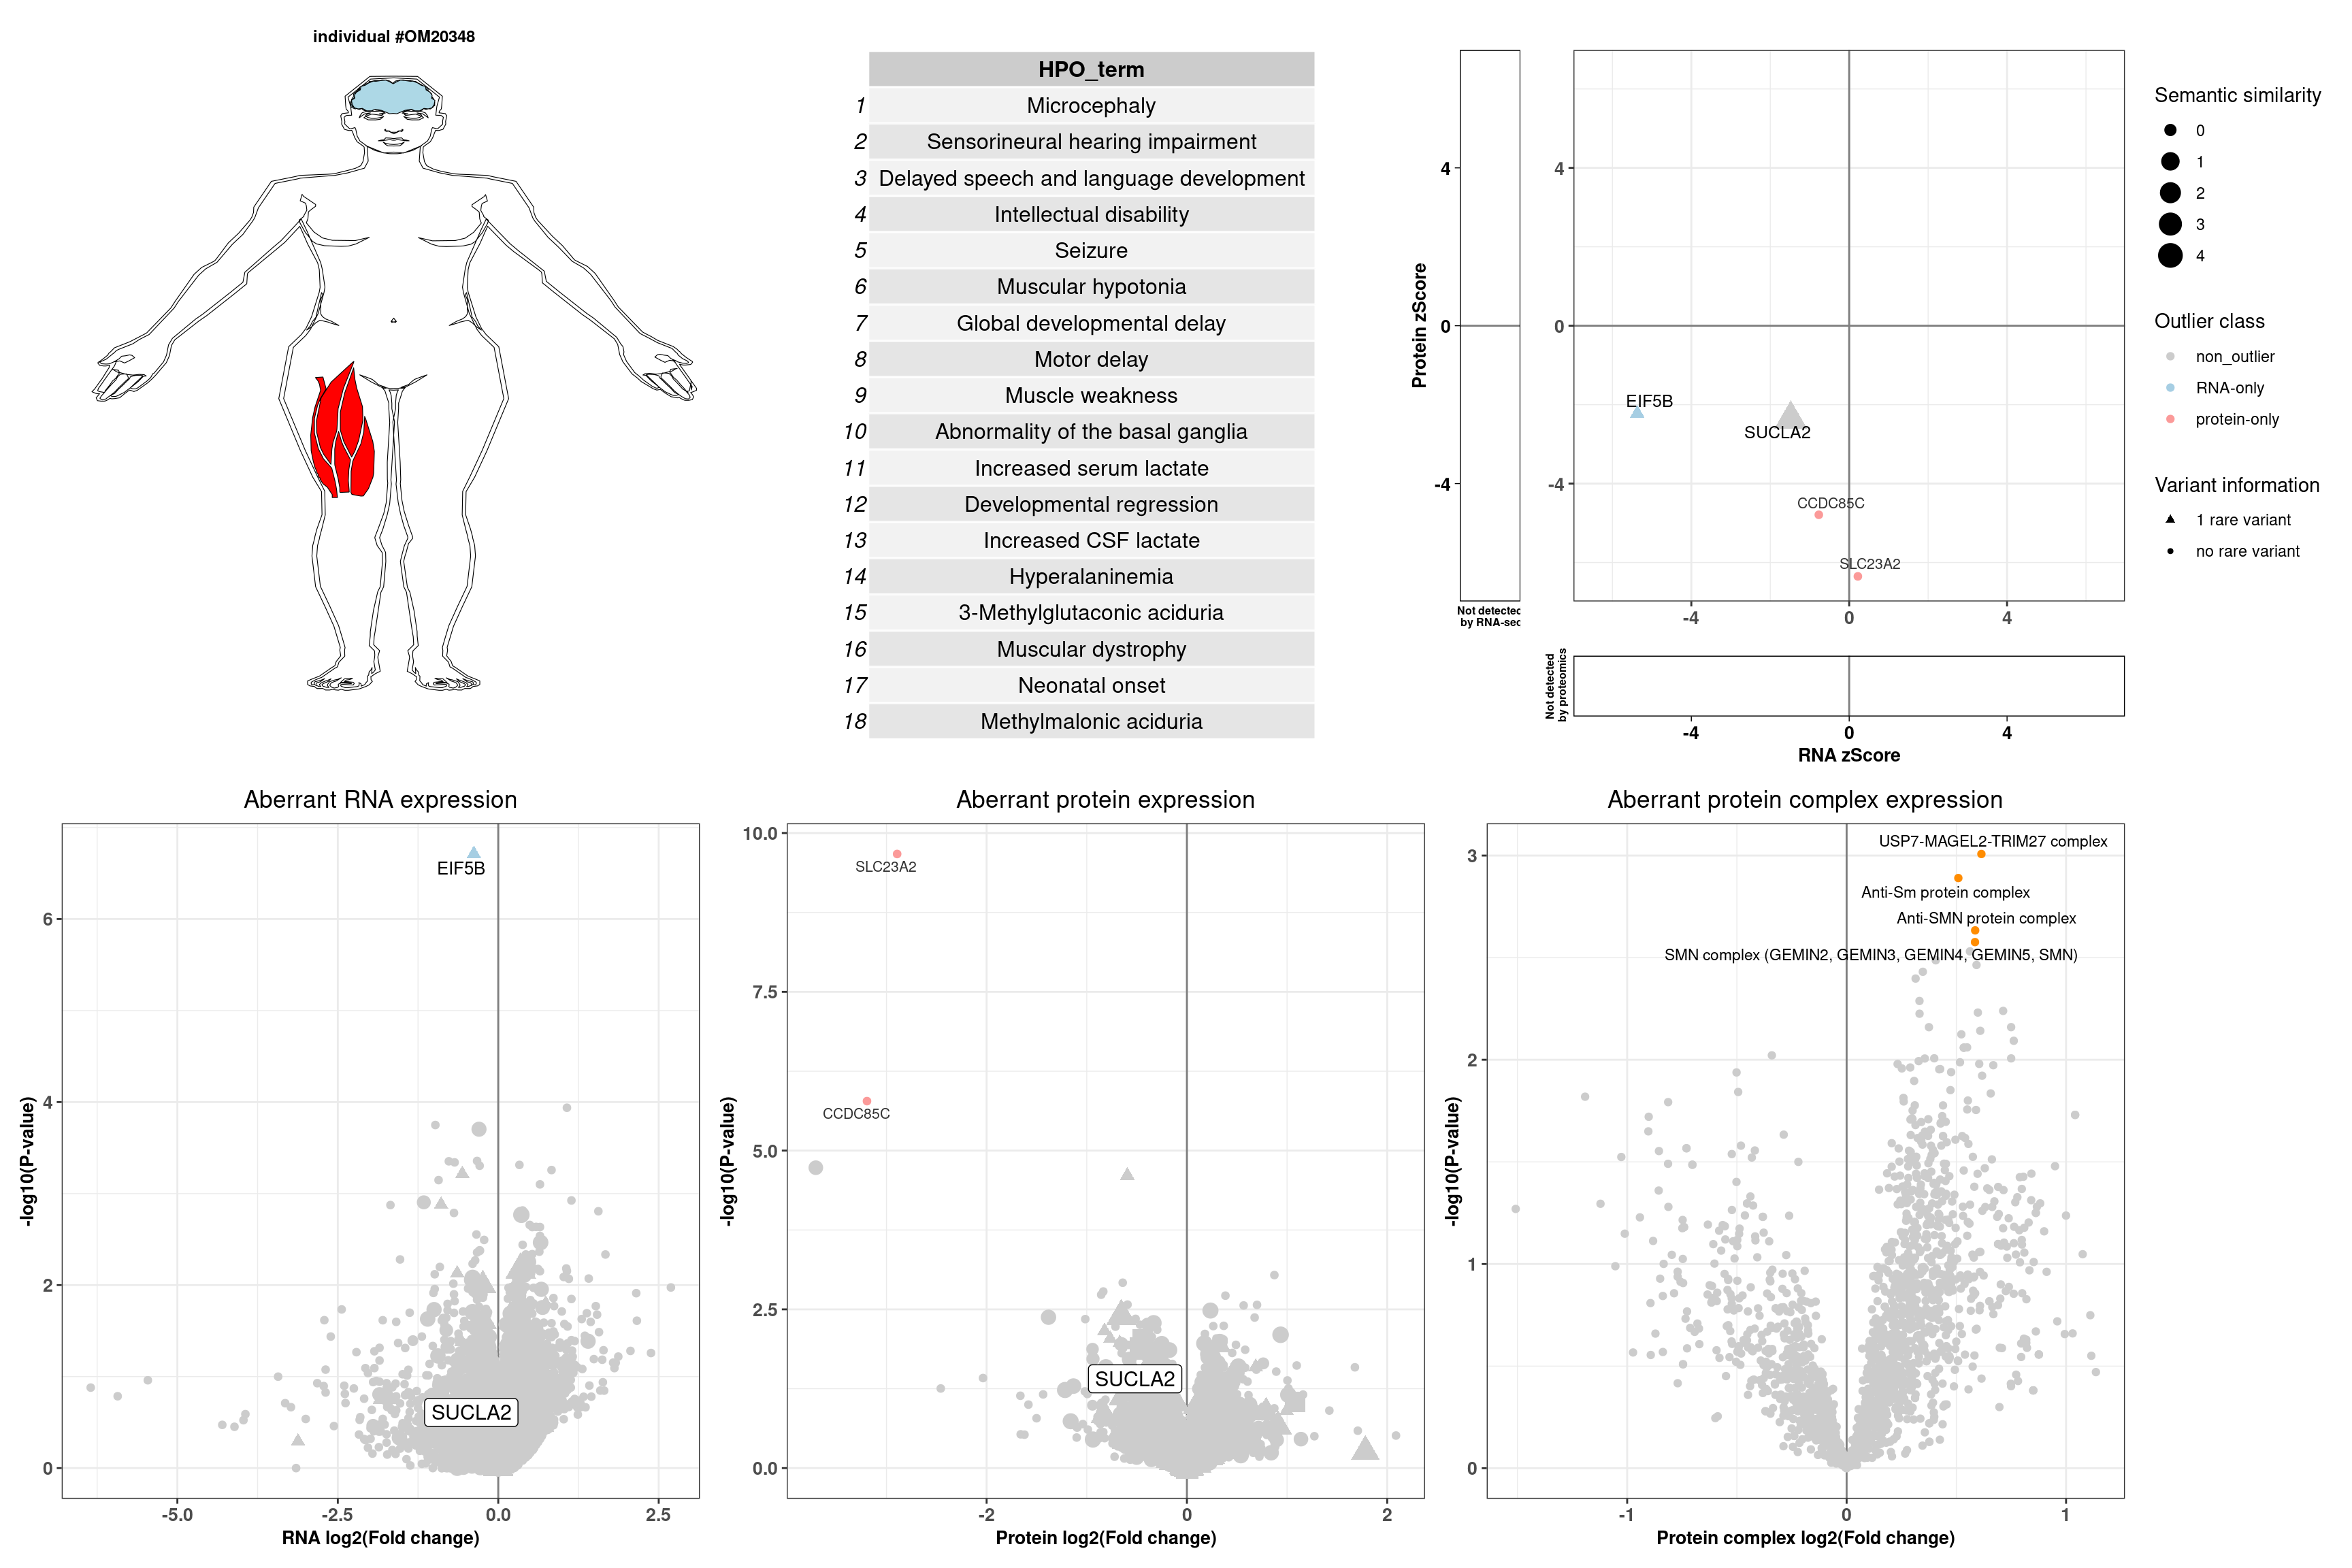 individual #OM20348
HPO_term
1 Microcephaly
2 Sensorineural hearing impairment
3 Delayed speech and language development
4 Intellectual disability
5 Seizure
6 Muscular hypotonia
7 Global developmental delay
8 Motor delay
9 Muscle weakness
10 Abnormality of the basal ganglia
11 Increased serum lactate
12 Developmental regression
13 Increased CSF lactate
14 Hyperalaninemia
15 3-Methylglutaconic aciduria
16 Muscular dystrophy
17 Neonatal onset
18 Methylmalonic aciduria
Protein zScore
4
0
-4
Not detected
by RNA-sec
4
0
-4
EIF5B
SUCLA2
CCDC85C
SLC23A2
-4 0 4
Not detected
by proteomics
-4 0 4
RNA zScore
Semantic similarity
0
1
2
3
4
Outlier class
non_outlier
RNA-only
protein-only
Variant information
1 rare variant
no rare variant
Aberrant RNA expression
-log10(P-value)
6
4
2
0
EIF5B
SUCLA2
-5.0 -2.5 0.0 2.5
RNA log2(Fold change)
Aberrant protein expression
-log10(P-value)
10.0
7.5
5.0
2.5
0.0
SLC23A2
CCDC85C
SUCLA2
-2 0 2
Protein log2(Fold change)
Aberrant protein complex expression
-log10(P-value)
3
2
1
0
USP7-MAGEL2-TRIM27 complex
Anti-Sm protein complex
Anti-SMN protein complex
SMN complex (GEMIN2, GEMIN3, GEMIN4, GEMIN5, SMN)
-1 0 1
Protein complex log2(Fold change)